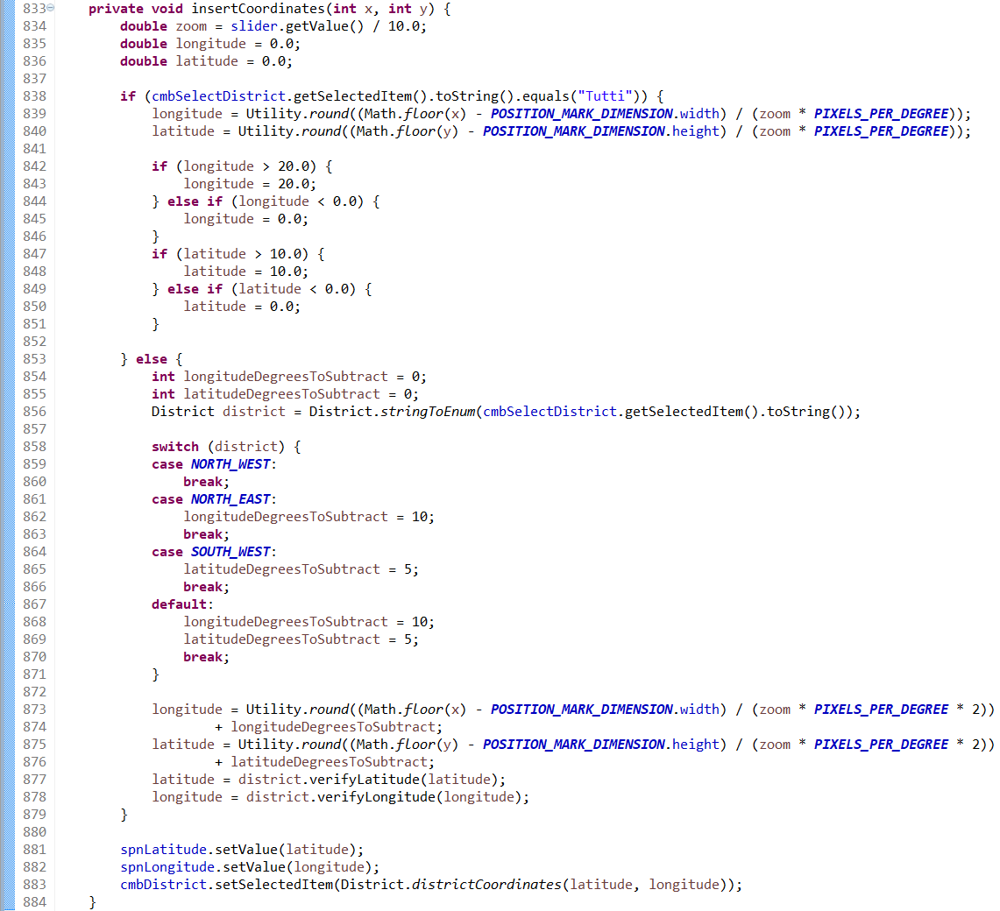 833 private void insertCoordinates(int x, int y) {
834 double zoom = slider.getValue() / 10.0;
835 double longitude = 0.0;
836 double latitude = 0.0;
837
838 if (cmbSelectDistrict.getSelectedItem().toString().equals("Tutti")) {
839 longitude = Utility.round((Math.floor(x) - POSITION_MARK_DIMENSION.width) / (zoom * PIXELS_PER_DEGREE));
840 latitude = Utility.round((Math.floor(y) - POSITION_MARK_DIMENSION.height) / (zoom * PIXELS_PER_DEGREE));
841
842 if (longitude > 20.0) {
843 longitude = 20.0;
844 } else if (longitude < 0.0) {
845 longitude = 0.0;
846 }
847 if (latitude > 10.0) {
848 latitude = 10.0;
849 } else if (latitude < 0.0) {
850 latitude = 0.0;
851 }
852
853 } else {
854 int longitudeDegreesToSubtract = 0;
855 int latitudeDegreesToSubtract = 0;
856 District district = District.stringToEnum(cmbSelectDistrict.getSelectedItem().toString());
857
858 switch (district) {
859 case NORTH_WEST:
860 break;
861 case NORTH_EAST:
862 longitudeDegreesToSubtract = 10;
863 break;
864 case SOUTH_WEST:
865 latitudeDegreesToSubtract = 5;
866 break;
867 default:
868 longitudeDegreesToSubtract = 10;
869 latitudeDegreesToSubtract = 5;
870 break;
871 }
872
873 longitude = Utility.round((Math.floor(x) - POSITION_MARK_DIMENSION.width) / (zoom * PIXELS_PER_DEGREE * 2))
874 + longitudeDegreesToSubtract;
875 latitude = Utility.round((Math.floor(y) - POSITION_MARK_DIMENSION.height) / (zoom * PIXELS_PER_DEGREE * 2))
876 + latitudeDegreesToSubtract;
877 latitude = district.verifyLatitude(latitude);
878 longitude = district.verifyLongitude(longitude);
879 }
880
881 spnLatitude.setValue(latitude);
882 spnLongitude.setValue(longitude);
883 cmbDistrict.setSelectedItem(District.districtCoordinates(latitude, longitude));
884 }